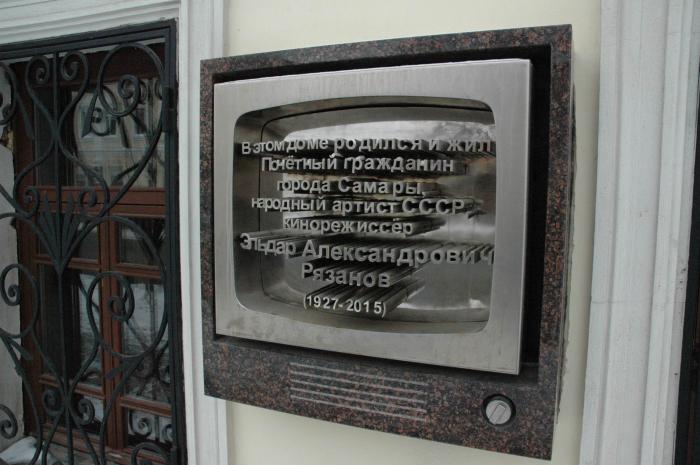 В этом доме родился и жил
Почётный гражданин
города Самары,
народный артист СССР,
кинорежиссёр
Эльдар Александрович
Рязанов
(1927-2015)